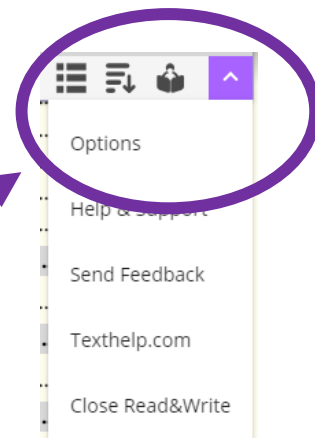 Options
Help & Support
Send Feedback
Texthelp.com
Close Read&Write